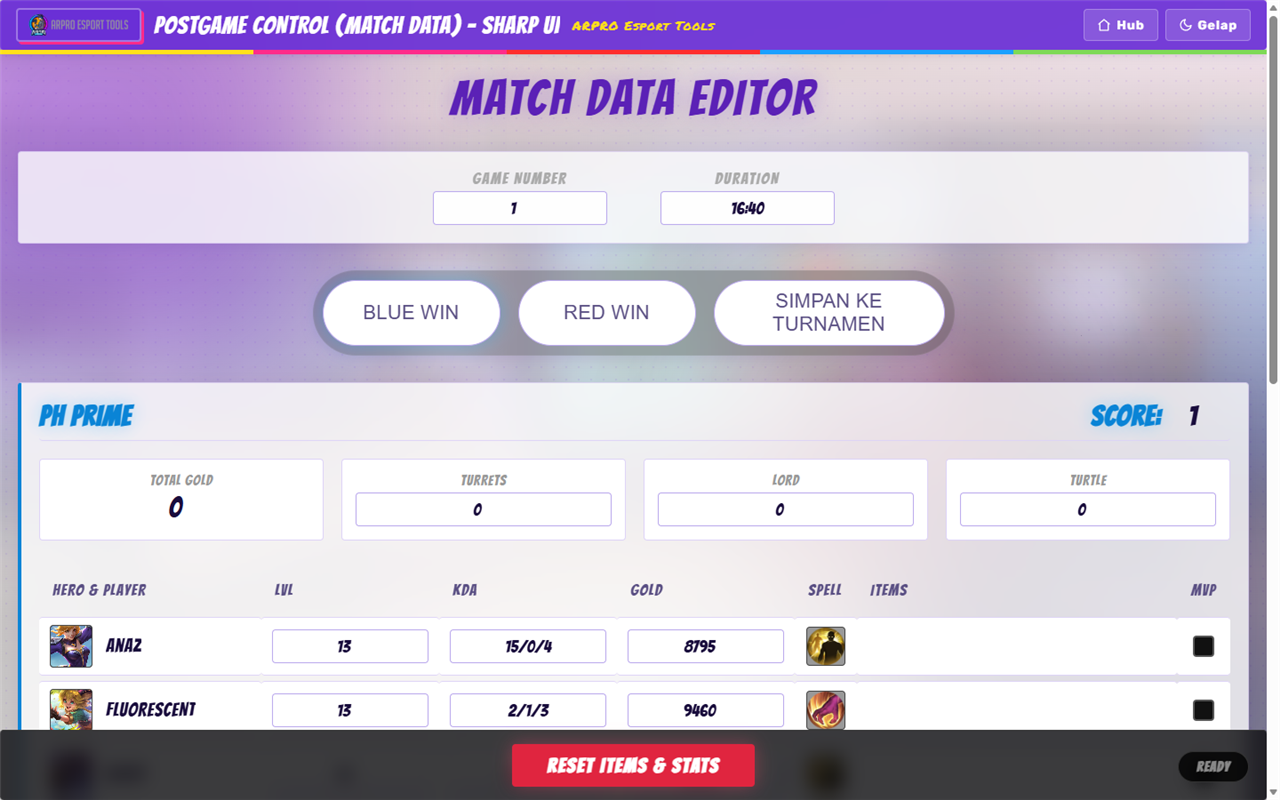 ARPRO ESPORT TOOLS
POSTGAME CONTROL (MATCH DATA) - SHARP UI
ARPRO Esport Tools
Hub
Gelap
MATCH DATA EDITOR
GAME NUMBER
DURATION
1
16:40
BLUE WIN
RED WIN
SIMPAN KE
TURNAMEN
PH PRIME
SCORE:
1
TOTAL GOLD
TURRETS
LORD
TURTLE
0
0
0
0
HERO & PLAYER
LVL
KDA
GOLD
SPELL
ITEMS
MVP
ANAZ
13
15/0/4
8795
FLUORESCENT
13
2/1/3
9460
RESET ITEMS & STATS
READY